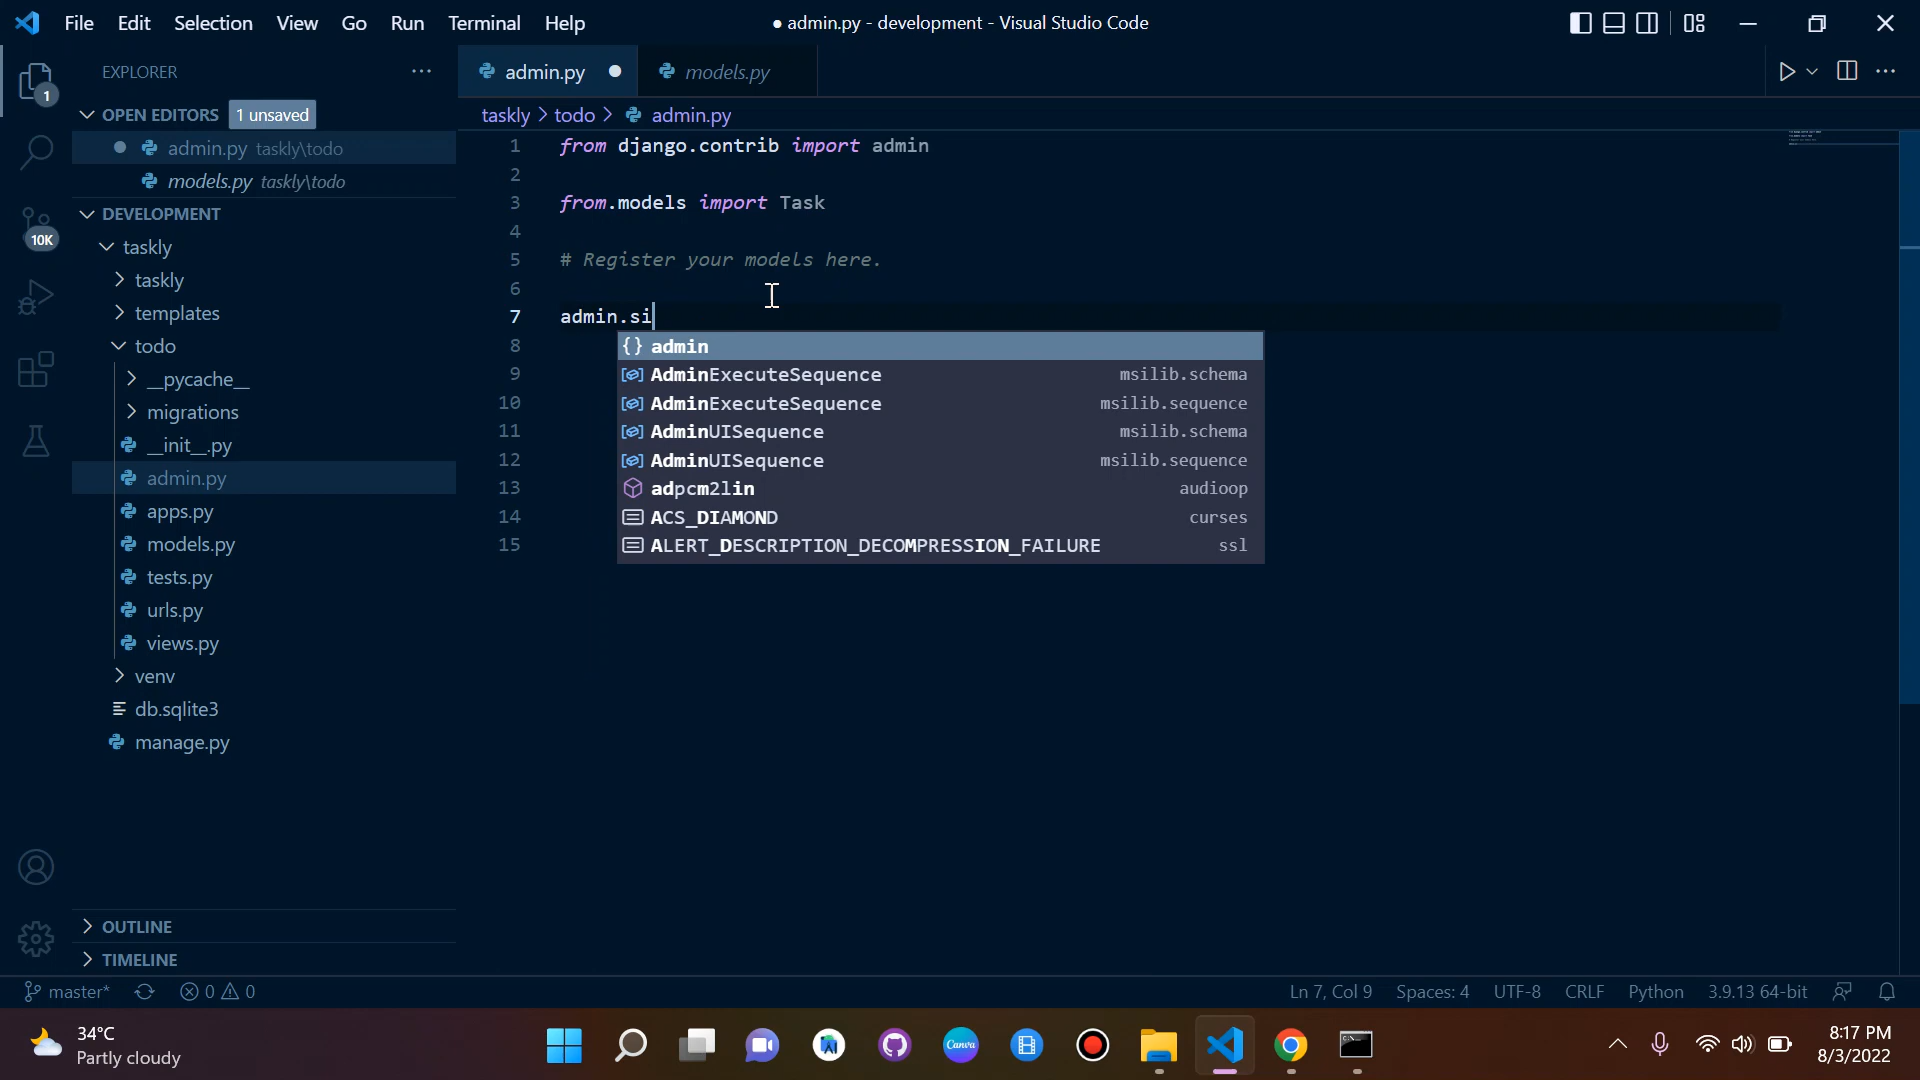 File Edit Selection View Go Run Terminal Help ● admin.py - development - Visual Studio Code
EXPLORER ···
admin.py ● models.py
1
OPEN EDITORS 1 unsaved
taskly > todo > admin.py
● admin.py taskly\todo
models.py taskly\todo
DEVELOPMENT
10K
taskly
taskly
templates
todo
__pycache__
migrations
__init__.py
admin.py
apps.py
models.py
tests.py
urls.py
views.py
venv
db.sqlite3
manage.py
OUTLINE
TIMELINE
1 from django.contrib import admin
2
3 from.models import Task
4
5 # Register your models here.
6
7 admin.si
8 {} admin
9 AdminExecuteSequence msilib.schema
10 AdminExecuteSequence msilib.sequence
11 AdminUISequence msilib.schema
12 AdminUISequence msilib.sequence
13 adpcm2lin audioop
14 ACS_DIAMOND curses
15 ALERT_DESCRIPTION_DECOMPRESSION_FAILURE ssl
master* 0 0 Ln 7, Col 9 Spaces: 4 UTF-8 CRLF Python 3.9.13 64-bit
34°C
Partly cloudy
Canva
8:17 PM
8/3/2022